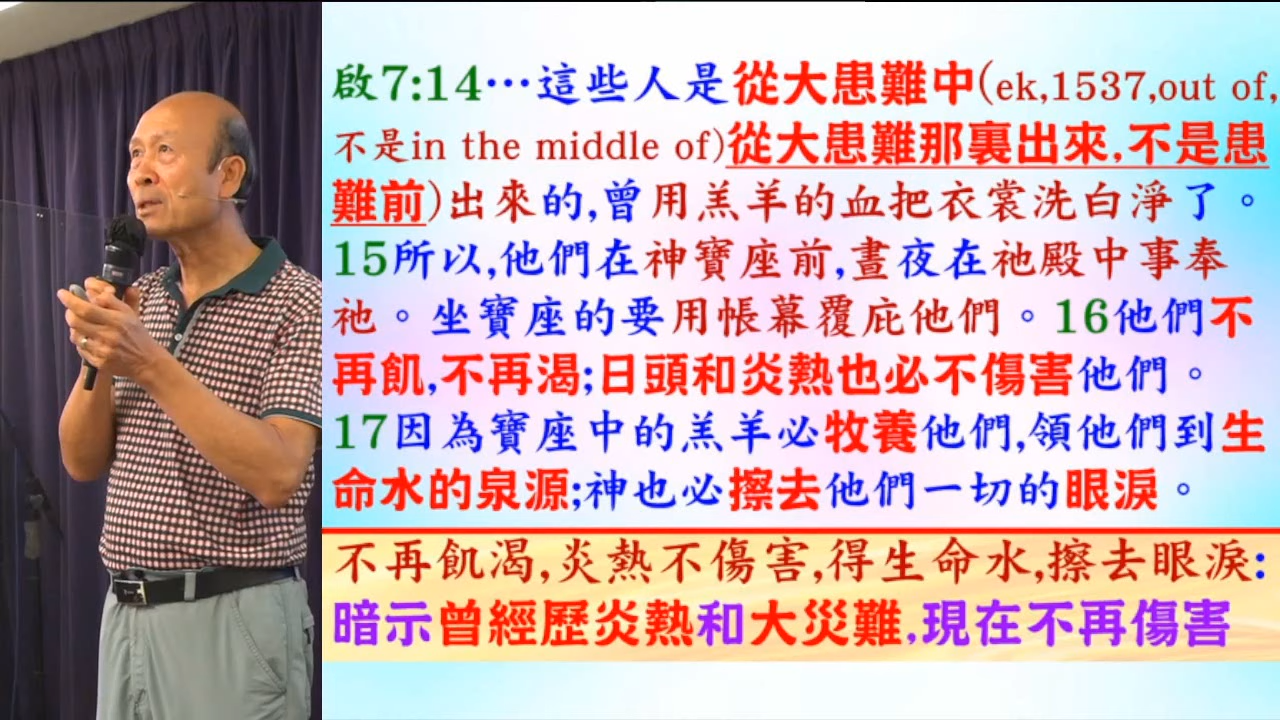 啟7:14…這些人是從大患難中(ek,1537,out of,
不是in the middle of)從大患難那裏出來,不是患
難前)出來的,曾用羔羊的血把衣裳洗白淨了。
15所以,他們在神寶座前,晝夜在祂殿中事奉
祂。坐寶座的要用帳幕覆庇他們。16他們不
再飢,不再渴;日頭和炎熱也必不傷害他們。
17因為寶座中的羔羊必牧養他們,領他們到生
命水的泉源;神也必擦去他們一切的眼淚。
不再飢渴,炎熱不傷害,得生命水,擦去眼淚:
暗示曾經歷炎熱和大災難,現在不再傷害